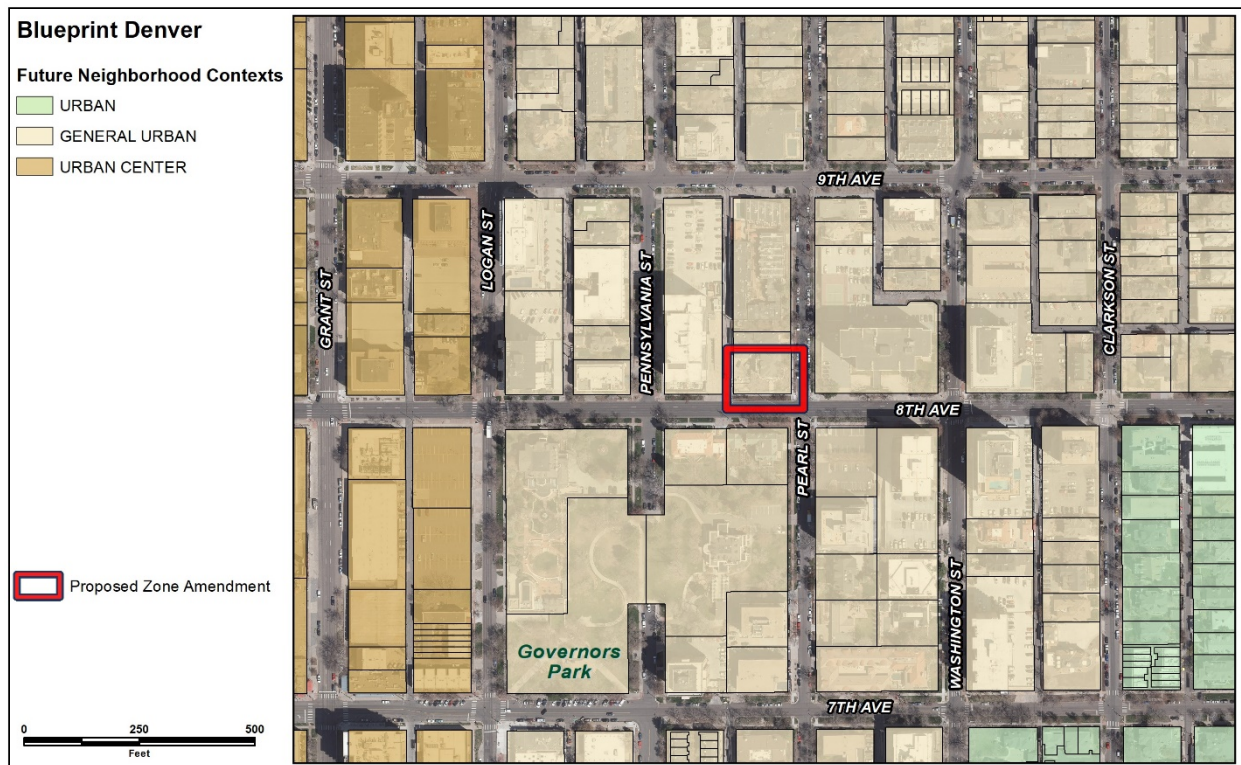 Blueprint Denver
Future Neighborhood Contexts
URBAN
GENERAL URBAN
URBAN CENTER
Proposed Zone Amendment
0 250 500
Feet
9TH AVE
GRANT ST
LOGAN ST
PENNSYLVANIA ST
CLARKSON ST
8TH AVE
PEARL ST
WASHINGTON ST
Governors
Park
7TH AVE